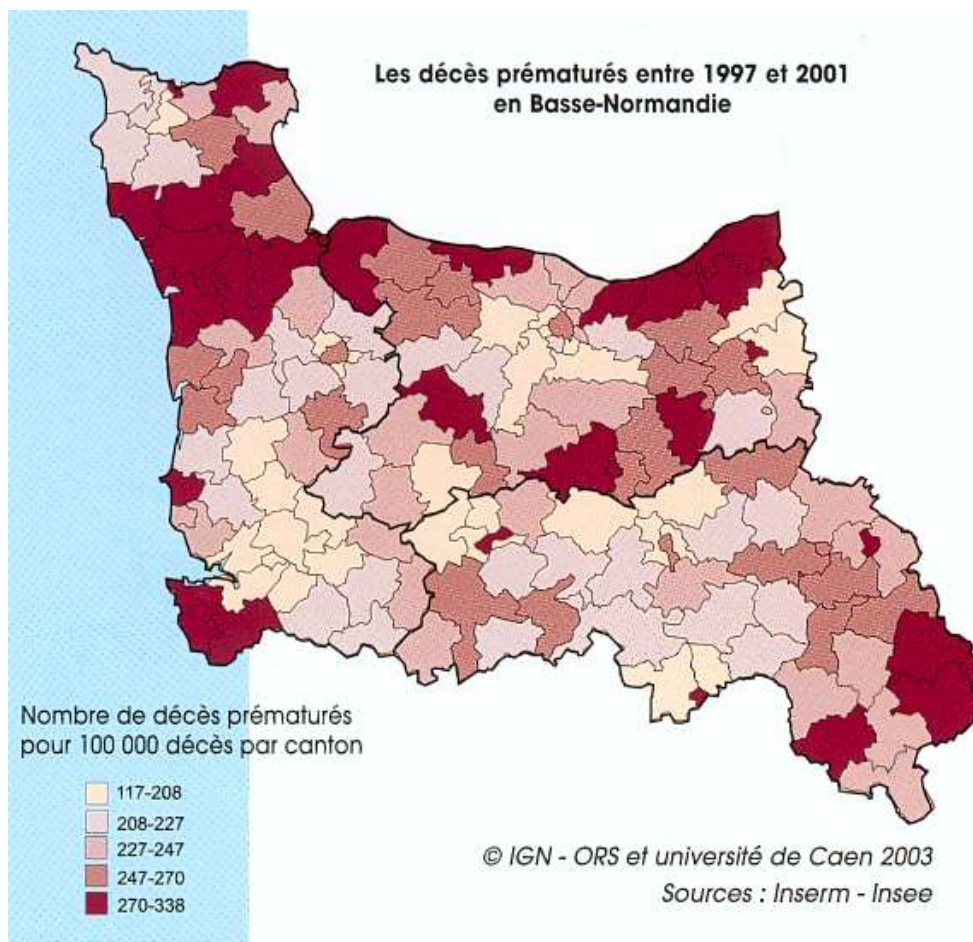 Les décès prématurés entre 1997 et 2001
en Basse-Normandie
Nombre de décès prématurés
pour 100 000 décès par canton
117-208
208-227
227-247
247-270
270-338
© IGN - ORS et université de Caen 2003
Sources : Inserm - Insee